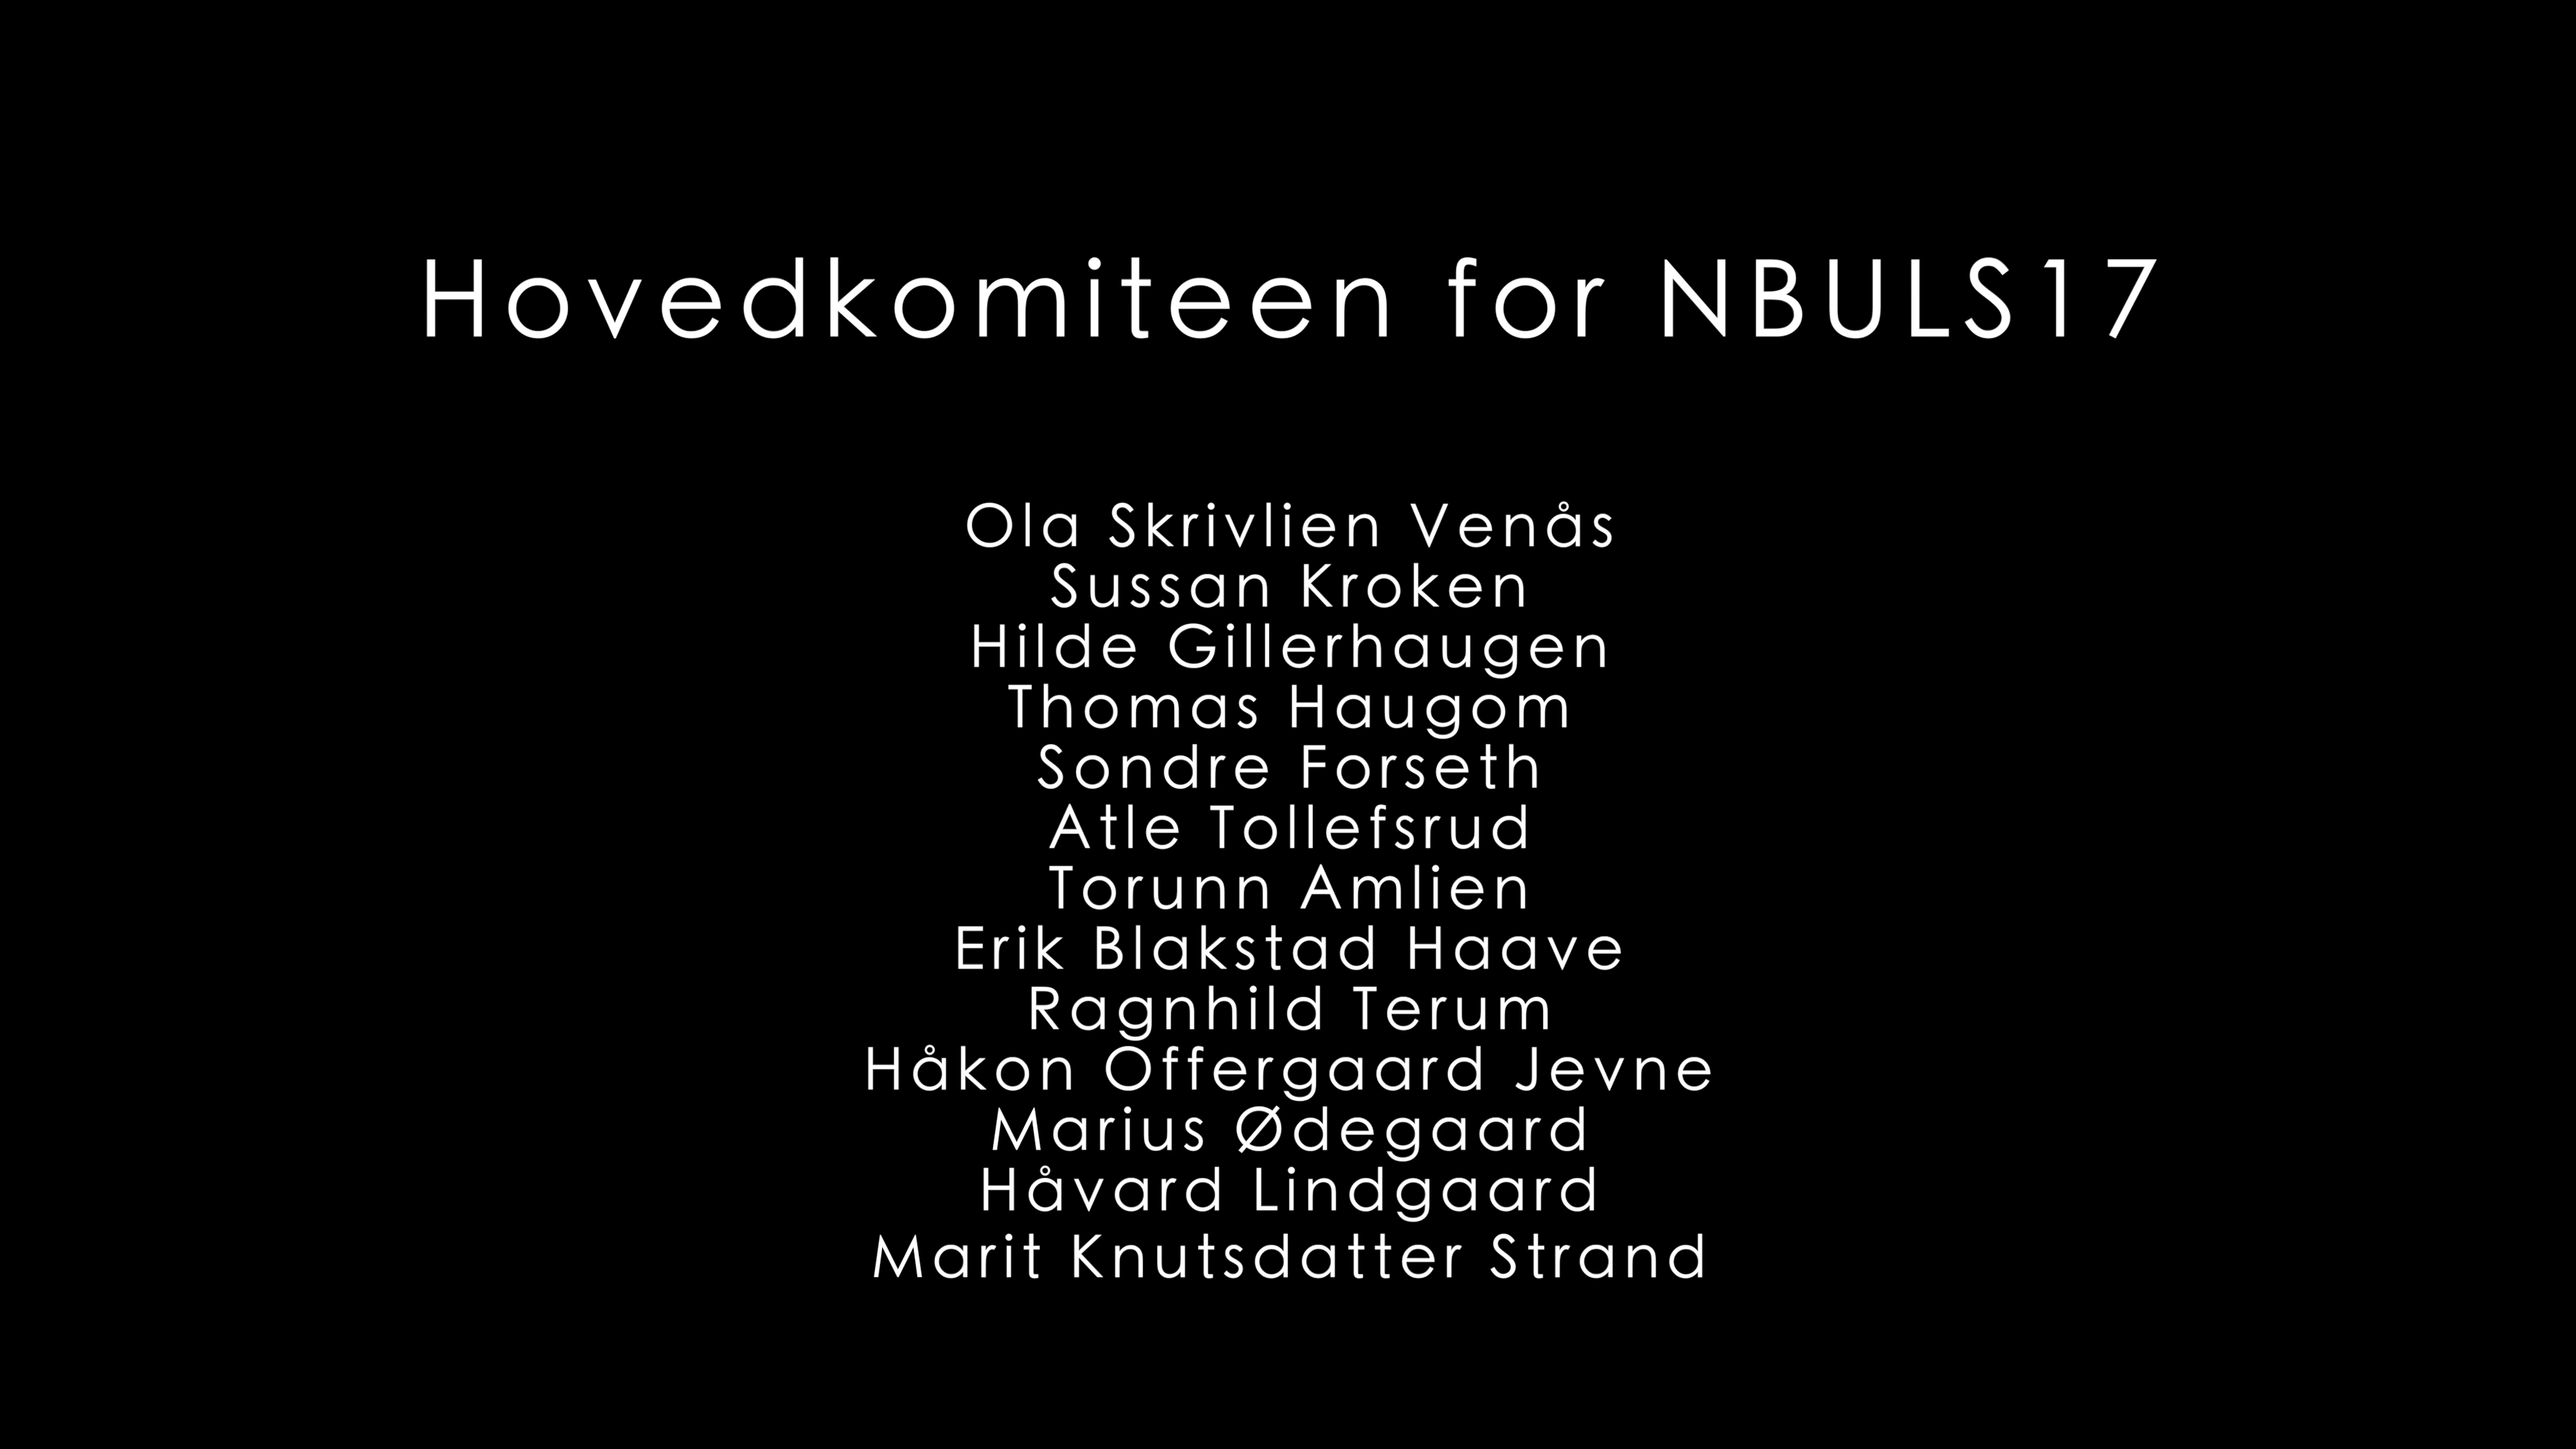 Hovedkomiteen for NBULS17
Ola Skrivlien Venås
Sussan Kroken
Hilde Gillerhaugen
Thomas Haugom
Sondre Forseth
Atle Tollefsrud
Torunn Amlien
Erik Blakstad Haave
Ragnhild Terum
Håkon Offergaard Jevne
Marius Ødegaard
Håvard Lindgaard
Marit Knutsdatter Strand